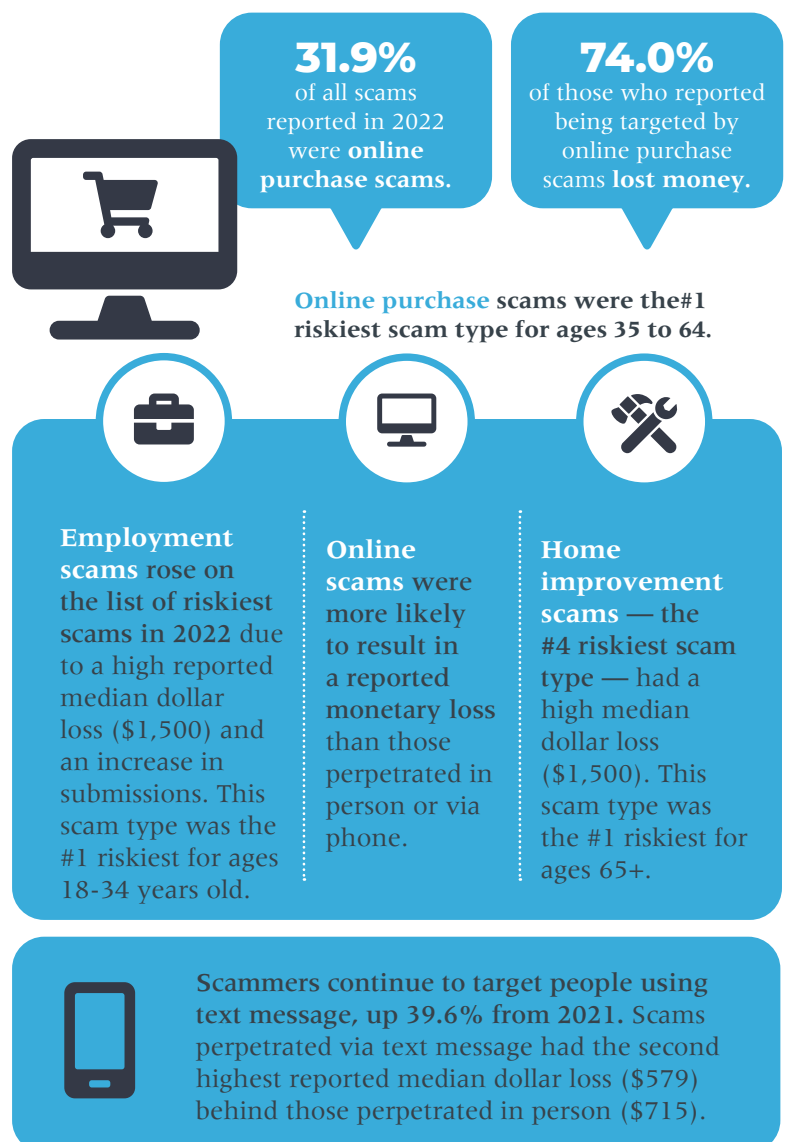 31.9%
of all scams
reported in 2022
were online
purchase scams.
74.0%
of those who reported
being targeted by
online purchase
scams lost money.
Online purchase scams were the#1
riskiest scam type for ages 35 to 64.
Employment
scams rose on
the list of riskiest
scams in 2022 due
to a high reported
median dollar
loss ($1,500) and
an increase in
submissions. This
scam type was the
#1 riskiest for ages
18-34 years old.
Online
scams were
more likely
to result in
a reported
monetary loss
than those
perpetrated in
person or via
phone.
Home
improvement
scams — the
#4 riskiest scam
type — had a
high median
dollar loss
($1,500). This
scam type was
the #1 riskiest for
ages 65+.
Scammers continue to target people using
text message, up 39.6% from 2021. Scams
perpetrated via text message had the second
highest reported median dollar loss ($579)
behind those perpetrated in person ($715).